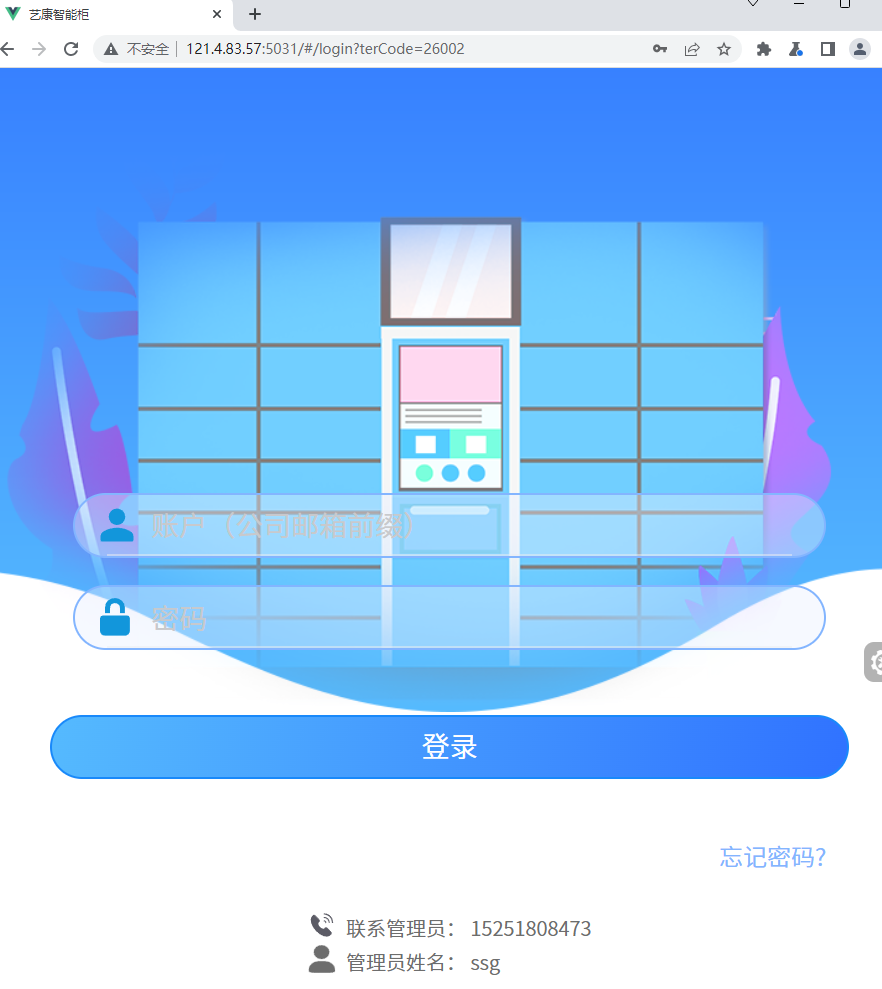 艺康智能柜
不安全 121.4.83.57:5031/#/login?terCode=26002
账户（公司邮箱前缀）
密码
登录
忘记密码?
联系管理员： 15251808473
管理员姓名： ssg